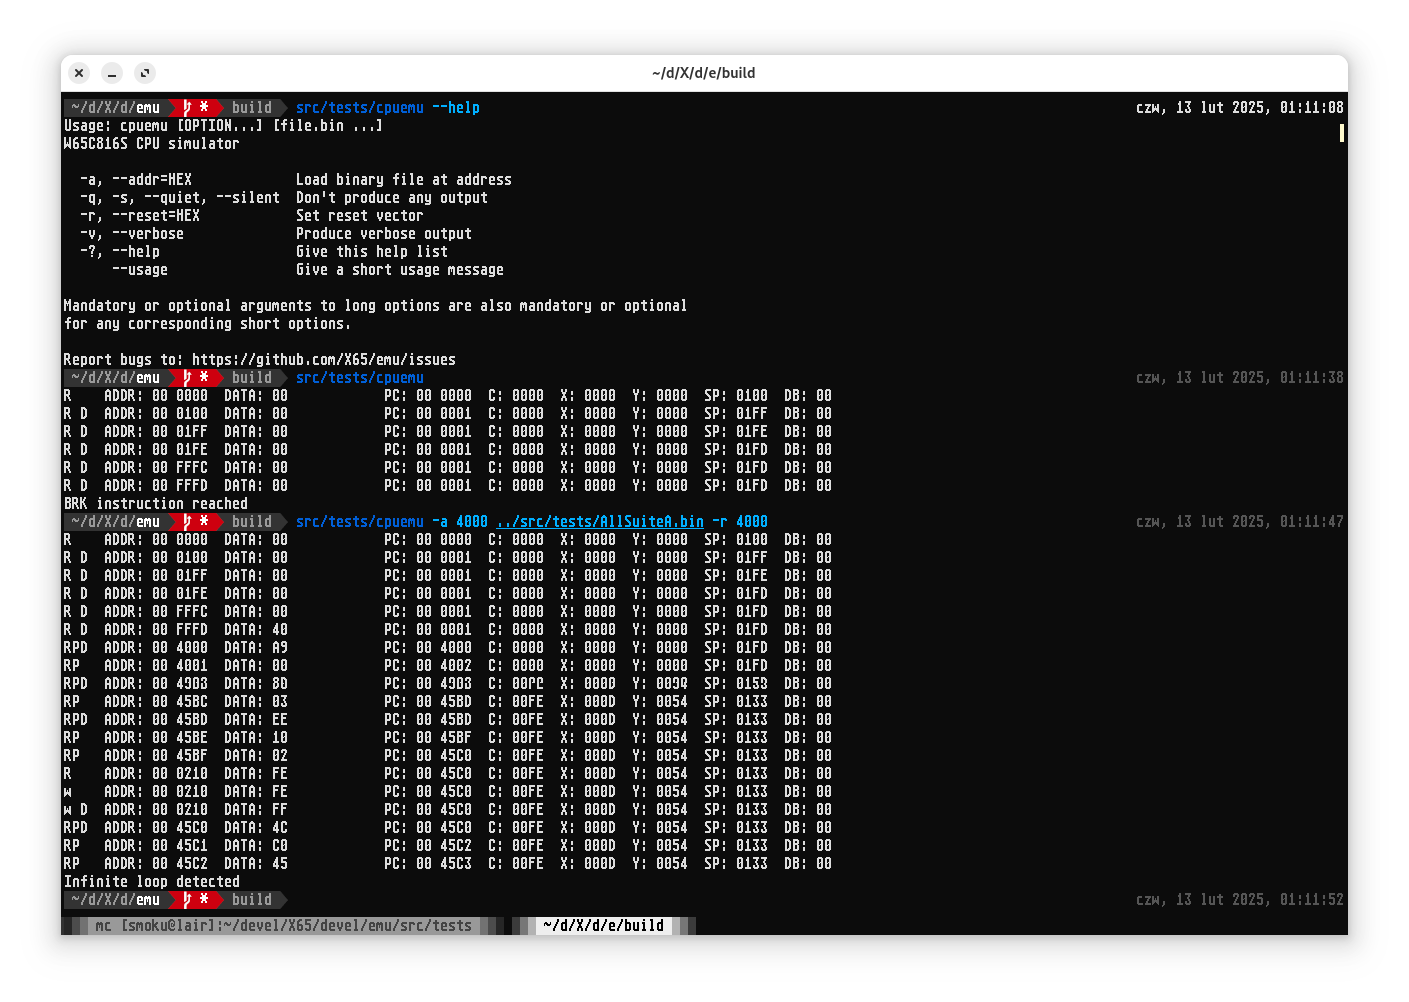 ~/d/X/d/e/build
~/d/X/d/emu * build src/tests/cpuemu --help czw, 13 lut 2025, 01:11:08
Usage: cpuemu [OPTION...] [file.bin ...]
W65C816S CPU simulator
-a, --addr=HEX Load binary file at address
-q, -s, --quiet, --silent Don't produce any output
-r, --reset=HEX Set reset vector
-v, --verbose Produce verbose output
-?, --help Give this help list
--usage Give a short usage message
Mandatory or optional arguments to long options are also mandatory or optional
for any corresponding short options.
Report bugs to: https://github.com/X65/emu/issues
~/d/X/d/emu * build src/tests/cpuemu czw, 13 lut 2025, 01:11:38
R ADDR: 00 0000 DATA: 00 PC: 00 0000 C: 0000 X: 0000 Y: 0000 SP: 0100 DB: 00
R D ADDR: 00 0100 DATA: 00 PC: 00 0001 C: 0000 X: 0000 Y: 0000 SP: 01FF DB: 00
R D ADDR: 00 01FF DATA: 00 PC: 00 0001 C: 0000 X: 0000 Y: 0000 SP: 01FE DB: 00
R D ADDR: 00 01FE DATA: 00 PC: 00 0001 C: 0000 X: 0000 Y: 0000 SP: 01FD DB: 00
R D ADDR: 00 FFFC DATA: 00 PC: 00 0001 C: 0000 X: 0000 Y: 0000 SP: 01FD DB: 00
R D ADDR: 00 FFFD DATA: 00 PC: 00 0001 C: 0000 X: 0000 Y: 0000 SP: 01FD DB: 00
BRK instruction reached
~/d/X/d/emu * build src/tests/cpuemu -a 4000 ../src/tests/AllSuiteA.bin -r 4000 czw, 13 lut 2025, 01:11:47
R ADDR: 00 0000 DATA: 00 PC: 00 0000 C: 0000 X: 0000 Y: 0000 SP: 0100 DB: 00
R D ADDR: 00 0100 DATA: 00 PC: 00 0001 C: 0000 X: 0000 Y: 0000 SP: 01FF DB: 00
R D ADDR: 00 01FF DATA: 00 PC: 00 0001 C: 0000 X: 0000 Y: 0000 SP: 01FE DB: 00
R D ADDR: 00 01FE DATA: 00 PC: 00 0001 C: 0000 X: 0000 Y: 0000 SP: 01FD DB: 00
R D ADDR: 00 FFFC DATA: 00 PC: 00 0001 C: 0000 X: 0000 Y: 0000 SP: 01FD DB: 00
R D ADDR: 00 FFFD DATA: 40 PC: 00 0001 C: 0000 X: 0000 Y: 0000 SP: 01FD DB: 00
RPD ADDR: 00 4000 DATA: A9 PC: 00 4000 C: 0000 X: 0000 Y: 0000 SP: 01FD DB: 00
RP ADDR: 00 4001 DATA: 00 PC: 00 4002 C: 0000 X: 0000 Y: 0000 SP: 01FD DB: 00
RPD ADDR: 00 DATA: 8D PC: 00 C: X: 000D Y: SP: DB: 00
RP ADDR: 00 45BC DATA: 03 PC: 00 45BD C: 00FE X: 000D Y: 0054 SP: 0133 DB: 00
RPD ADDR: 00 45BD DATA: EE PC: 00 45BD C: 00FE X: 000D Y: 0054 SP: 0133 DB: 00
RP ADDR: 00 45BE DATA: 10 PC: 00 45BF C: 00FE X: 000D Y: 0054 SP: 0133 DB: 00
RP ADDR: 00 45BF DATA: 02 PC: 00 45C0 C: 00FE X: 000D Y: 0054 SP: 0133 DB: 00
R ADDR: 00 0210 DATA: FE PC: 00 45C0 C: 00FE X: 000D Y: 0054 SP: 0133 DB: 00
w ADDR: 00 0210 DATA: FE PC: 00 45C0 C: 00FE X: 000D Y: 0054 SP: 0133 DB: 00
w D ADDR: 00 0210 DATA: FF PC: 00 45C0 C: 00FE X: 000D Y: 0054 SP: 0133 DB: 00
RPD ADDR: 00 45C0 DATA: 4C PC: 00 45C0 C: 00FE X: 000D Y: 0054 SP: 0133 DB: 00
RP ADDR: 00 45C1 DATA: C0 PC: 00 45C2 C: 00FE X: 000D Y: 0054 SP: 0133 DB: 00
RP ADDR: 00 45C2 DATA: 45 PC: 00 45C3 C: 00FE X: 000D Y: 0054 SP: 0133 DB: 00
Infinite loop detected
~/d/X/d/emu * build czw, 13 lut 2025, 01:11:52
mc [smoku@lair]:~/devel/X65/devel/emu/src/tests ~/d/X/d/e/build